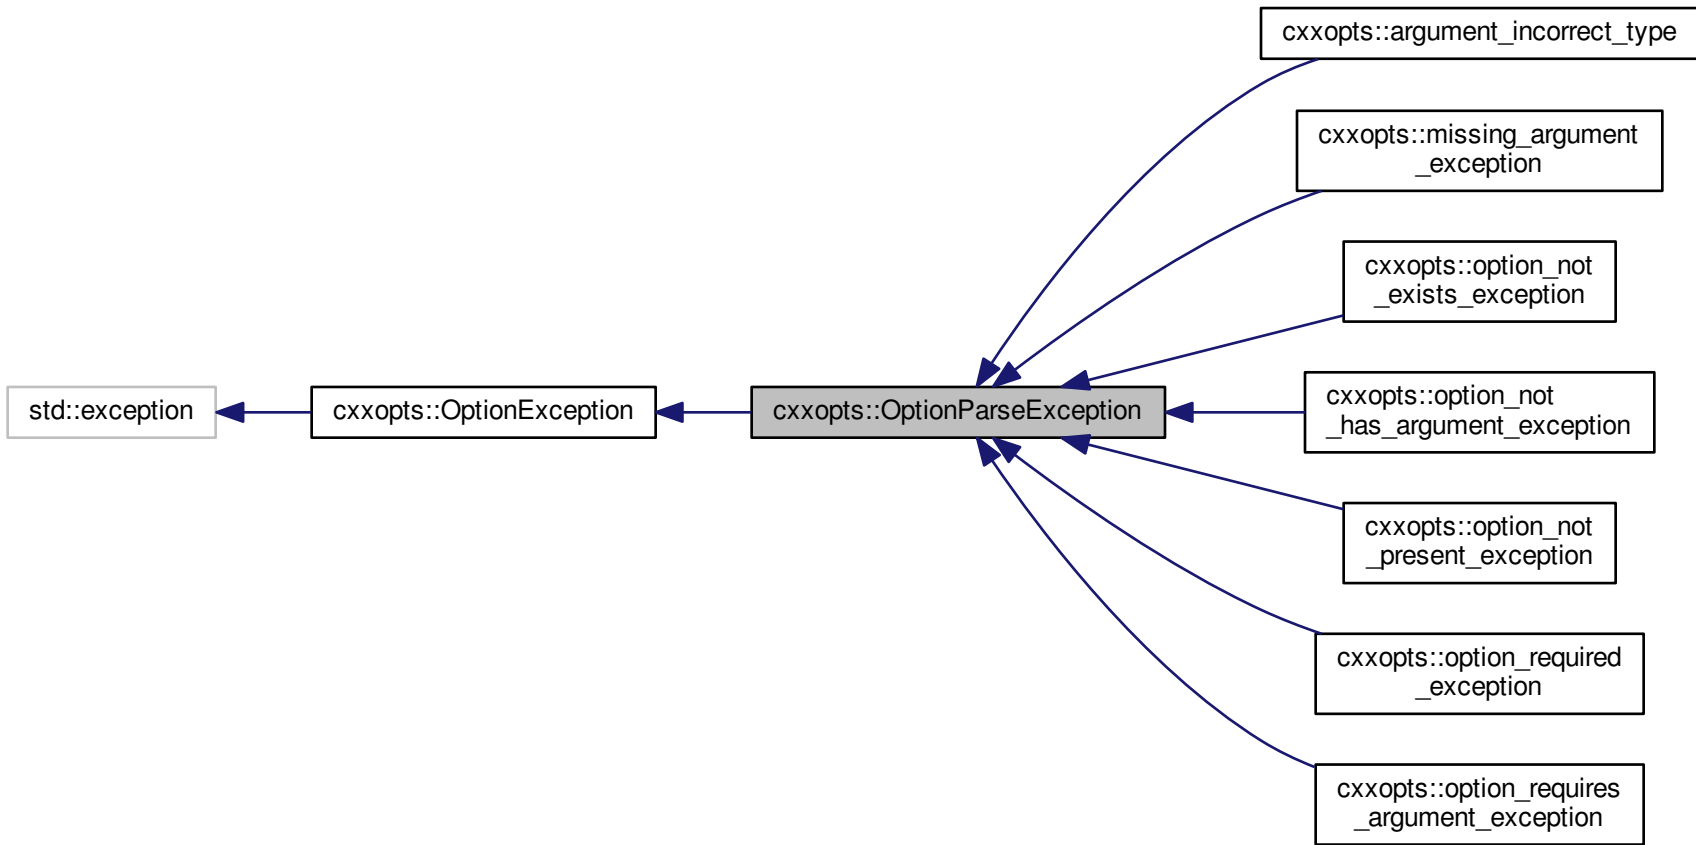 cxxopts::argument_incorrect_type
cxxopts::missing_argument
_exception
cxxopts::option_not
_exists_exception
std::exception
cxxopts::OptionException
cxxopts::OptionParseException
cxxopts::option_not
_has_argument_exception
cxxopts::option_not
_present_exception
cxxopts::option_required
_exception
cxxopts::option_requires
_argument_exception